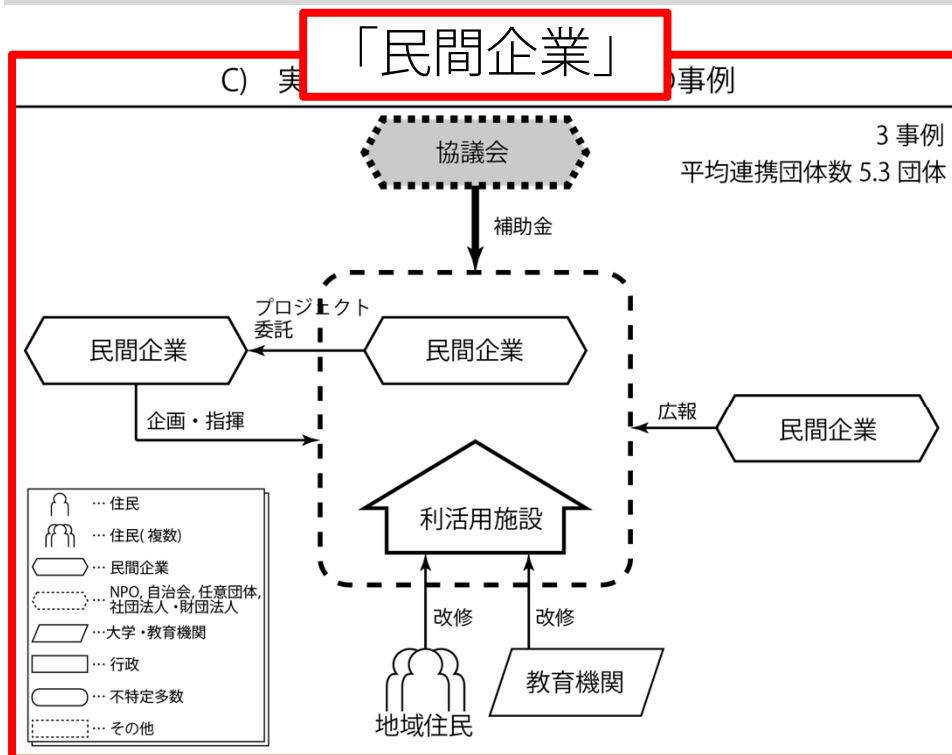 「民間企業」
C) 実
の事例
3 事例
平均連携団体数 5.3 団体
協議会
補助金
プロジェクト
委託
民間企業
民間企業
企画・指揮
広報
民間企業
利活用施設
改修
改修
地域住民
教育機関
… 住民
… 住民( 複数)
… 民間企業
… NPO, 自治会, 任意団体,
社団法人・財団法人
… 大学・教育機関
… 行政
… 不特定多数
… その他